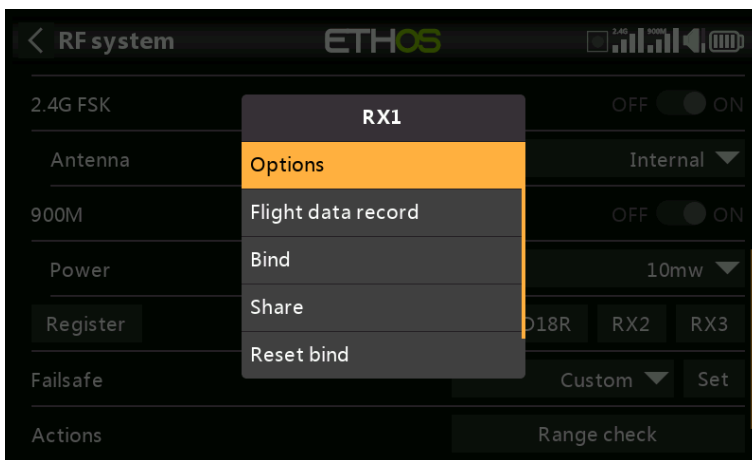 RF system
ETHOS
2.4G
900M
2.4G FSK
OFF
ON
RX1
Antenna
Internal
Options
900M
OFF
ON
Flight data record
Power
10mw
Bind
Register
Share
D18R
RX2
RX3
Reset bind
Failsafe
Custom
Set
Actions
Range check